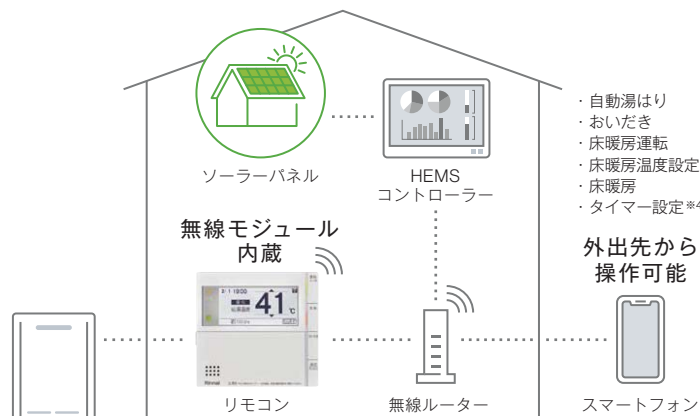 ソーラーパネル
HEMS
コントローラー
・自動湯はり
・おいだき
・床暖房運転
・床暖房温度設定
・床暖房
・タイマー設定※4
無線モジュール
内蔵
外出先から
操作可能
41
℃
リモコン
無線ルーター
スマートフォン